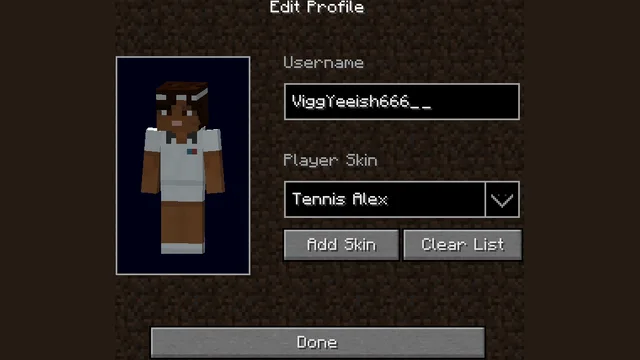 Edit Profile
Username
ViggYeeish666__
Player Skin
Tennis Alex
Add Skin
Clear List
Done